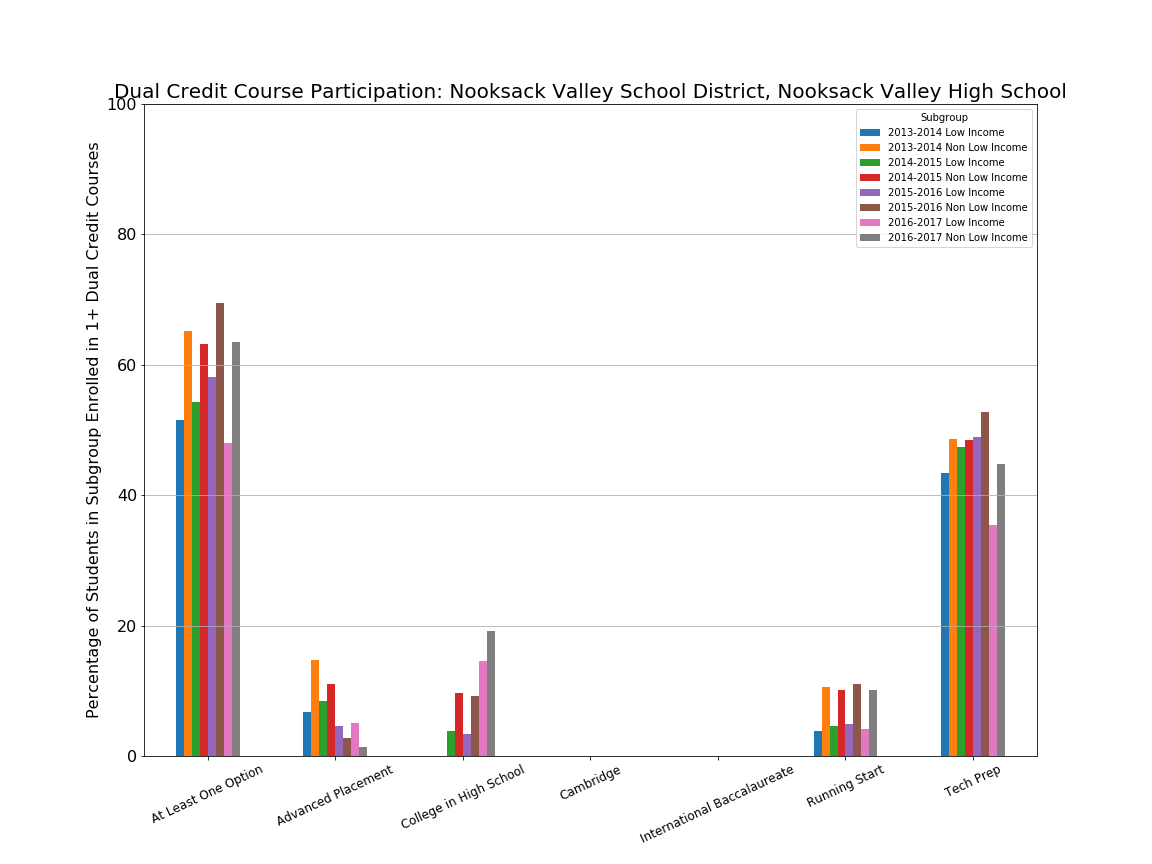 Dual Credit Course Participation: Nooksack Valley School District, Nooksack Valley High School
Percentage of Students in Subgroup Enrolled in 1+ Dual Credit Courses
100
80
60
40
20
0
Subgroup
2013-2014 Low Income
2013-2014 Non Low Income
2014-2015 Low Income
2014-2015 Non Low Income
2015-2016 Low Income
2015-2016 Non Low Income
2016-2017 Low Income
2016-2017 Non Low Income
At Least One Option
Advanced Placement
College in High School
Cambridge
International Baccalaureate
Running Start
Tech Prep